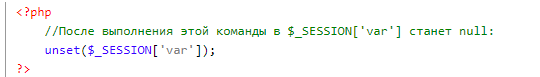 <?php
//После выполнения этой команды в $_SESSION['var'] станет null:
unset($_SESSION['var']);
?>